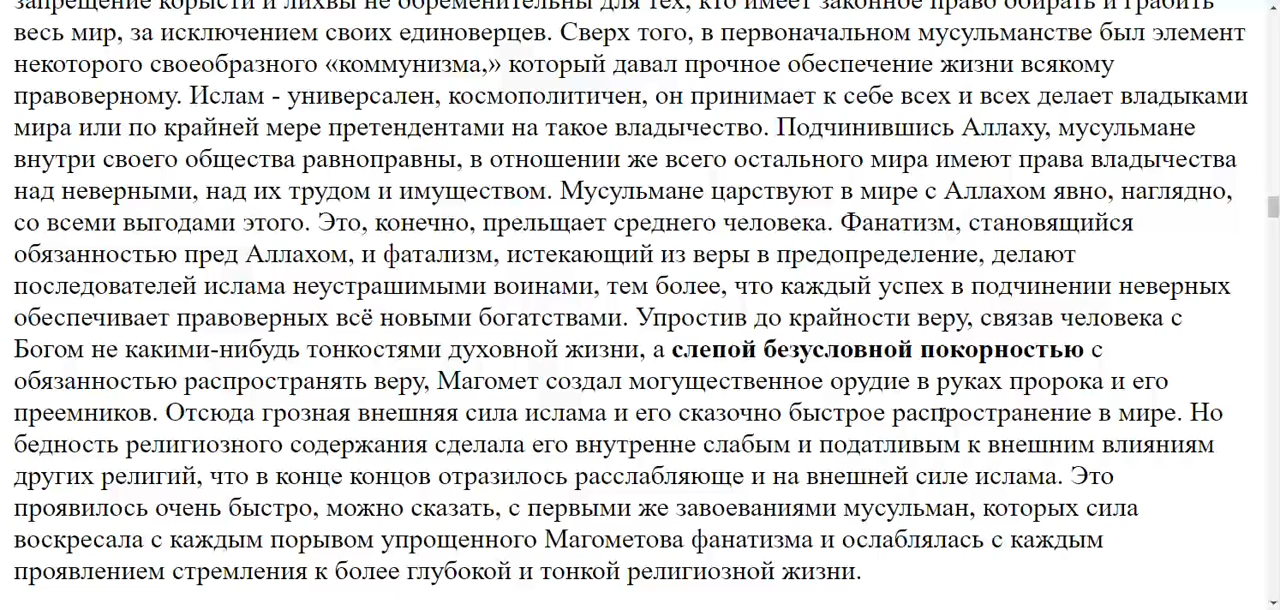 запрещение корысти и лихвы не обременительны для тех, кто имеет законное право обирать и грабить
весь мир, за исключением своих единоверцев. Сверх того, в первоначальном мусульманстве был элемент
некоторого своеобразного «коммунизма,» который давал прочное обеспечение жизни всякому
правоверному. Ислам - универсален, космополитичен, он принимает к себе всех и всех делает владыками
мира или по крайней мере претендентами на такое владычество. Подчинившись Аллаху, мусульмане
внутри своего общества равноправны, в отношении же всего остального мира имеют права владычества
над неверными, над их трудом и имуществом. Мусульмане царствуют в мире с Аллахом явно, наглядно,
со всеми выгодами этого. Это, конечно, прельщает среднего человека. Фанатизм, становящийся
обязанностью пред Аллахом, и фатализм, истекающий из веры в предопределение, делают
последователей ислама неустрашимыми воинами, тем более, что каждый успех в подчинении неверных
обеспечивает правоверных всё новыми богатствами. Упростив до крайности веру, связав человека с
Богом не какими-нибудь тонкостями духовной жизни, а слепой безусловной покорностью с
обязанностью распространять веру, Магомет создал могущественное орудие в руках пророка и его
преемников. Отсюда грозная внешняя сила ислама и его сказочно быстрое распространение в мире. Но
бедность религиозного содержания сделала его внутренне слабым и податливым к внешним влияниям
других религий, что в конце концов отразилось расслабляюще и на внешней силе ислама. Это
проявилось очень быстро, можно сказать, с первыми же завоеваниями мусульман, которых сила
воскресала с каждым порывом упрощенного Магометова фанатизма и ослаблялась с каждым
проявлением стремления к более глубокой и тонкой религиозной жизни.